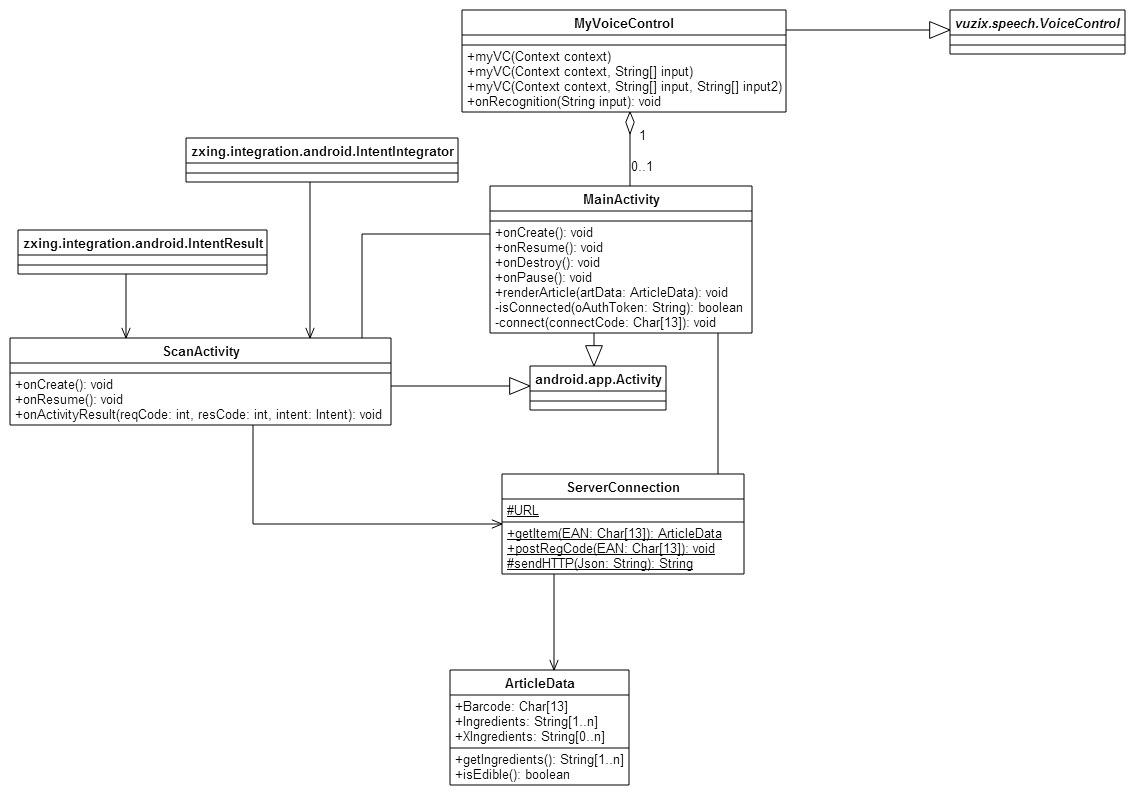 MyVoiceControl
+myVC(Context context)
+myVC(Context context, String[] input)
+myVC(Context context, String[] input, String[] input2)
+onRecognition(String input): void
vuzix.speech.VoiceControl
1
0..1
zxing.integration.android.IntentIntegrator
zxing.integration.android.IntentResult
MainActivity
+onCreate(): void
+onResume(): void
+onDestroy(): void
+onPause(): void
+renderArticle(artData: ArticleData): void
-isConnected(oAuthToken: String): boolean
-connect(connectCode: Char[13]): void
ScanActivity
+onCreate(): void
+onResume(): void
+onActivityResult(reqCode: int, resCode: int, intent: Intent): void
android.app.Activity
ServerConnection
#URL
+getItem(EAN: Char[13]): ArticleData
+postRegCode(EAN: Char[13]): void
#sendHTTP(Json: String): String
ArticleData
+Barcode: Char[13]
+Ingredients: String[1..n]
+XIngredients: String[0..n]
+getIngredients(): String[1..n]
+isEdible(): boolean